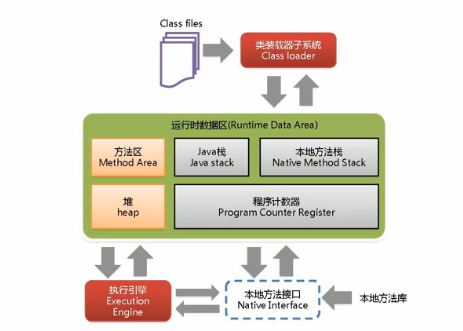 Class files
类装载器子系统
Class loader
运行时数据区(Runtime Data Area)
方法区
Method Area
Java栈
Java stack
本地方法栈
Native Method Stack
堆
heap
程序计数器
Program Counter Register
执行引擎
Execution
Engine
本地方法接口
Native Interface
本地方法库